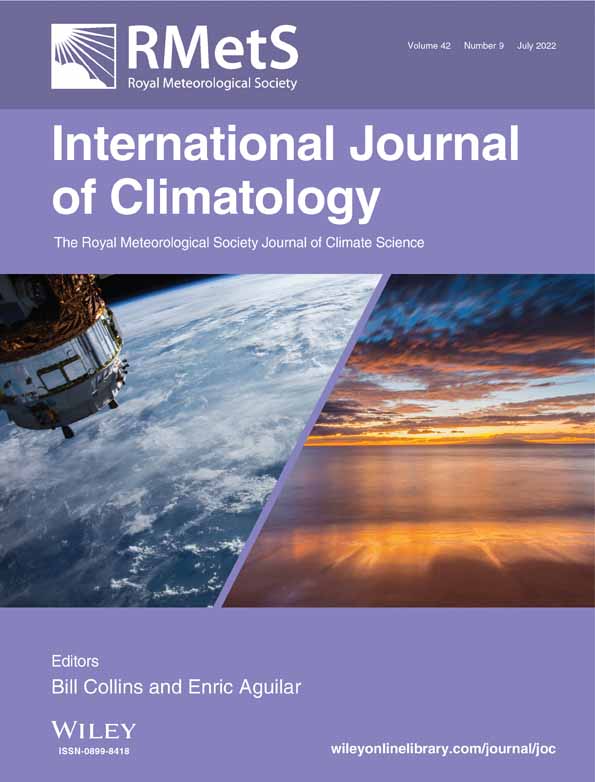 RMetS
Royal Meteorological Society
Volume 42 Number 9 July 2022
International Journal
of Climatology
The Royal Meteorological Society Journal of Climate Science
Editors
Bill Collins and Enric Aguilar
WILEY
ISSN-0899-8418
wileyonlinelibrary.com/journal/joc